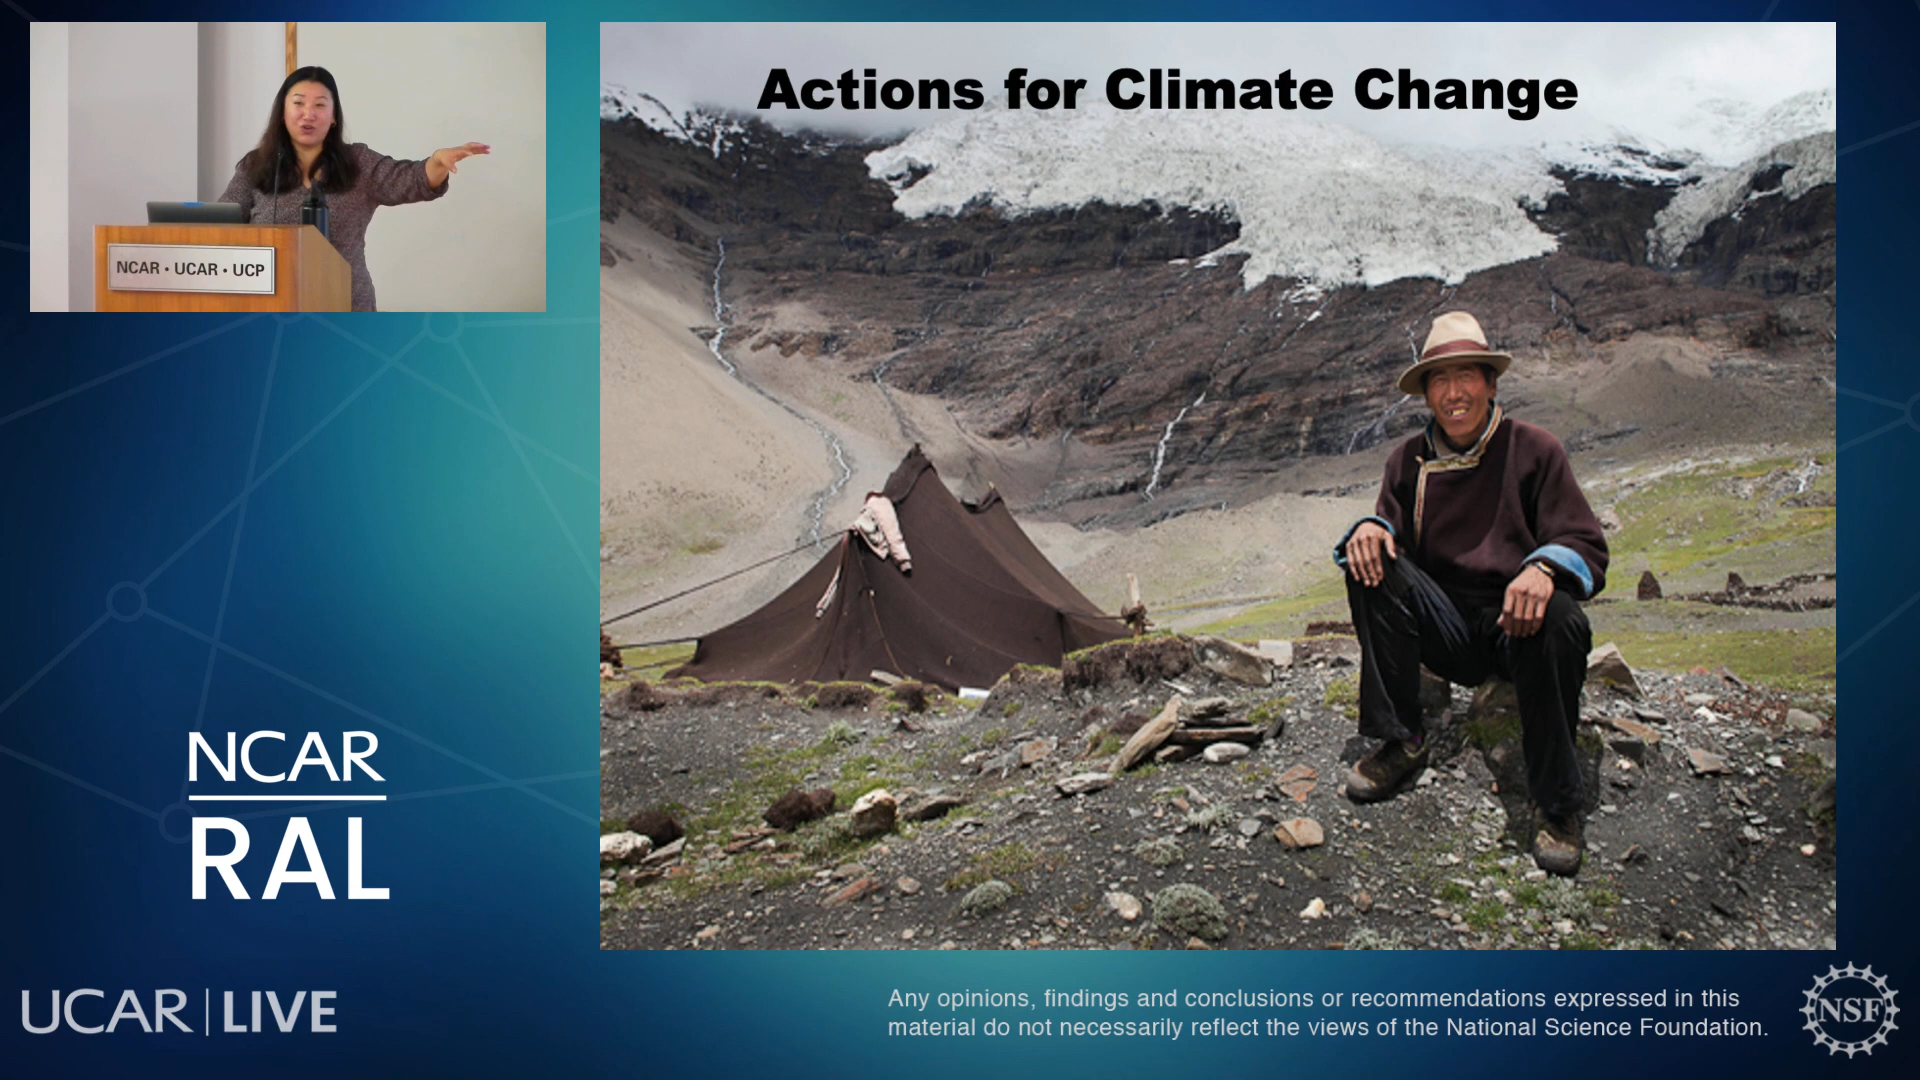 NCAR • UCAR • UCP
Actions for Climate Change
NCAR
RAL
UCAR | LIVE
Any opinions, findings and conclusions or recommendations expressed in this
material do not necessarily reflect the views of the National Science Foundation.
NSF